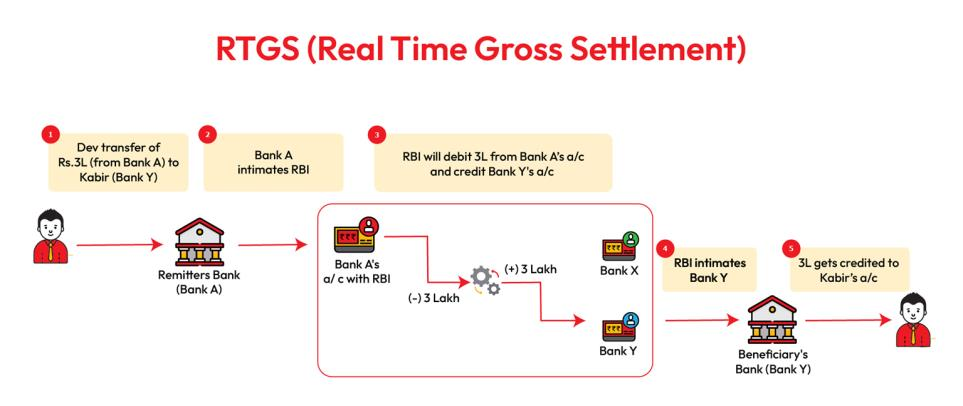 RTGS (Real Time Gross Settlement)
1
Dev transfer of
Rs.3L (from Bank A) to
Kabir (Bank Y)
2
Bank A
intimates RBI
3
RBI will debit 3L from Bank A's a/c
and credit Bank Y's a/c
Remitters Bank
(Bank A)
₹₹₹
Bank A's
a/ c with RBI
(-) 3 Lakh
(+) 3 Lakh
₹₹₹
Bank X
₹₹₹
Bank Y
4
RBI intimates
Bank Y
5
3L gets credited to
Kabir's a/c
Beneficiary's
Bank (Bank Y)